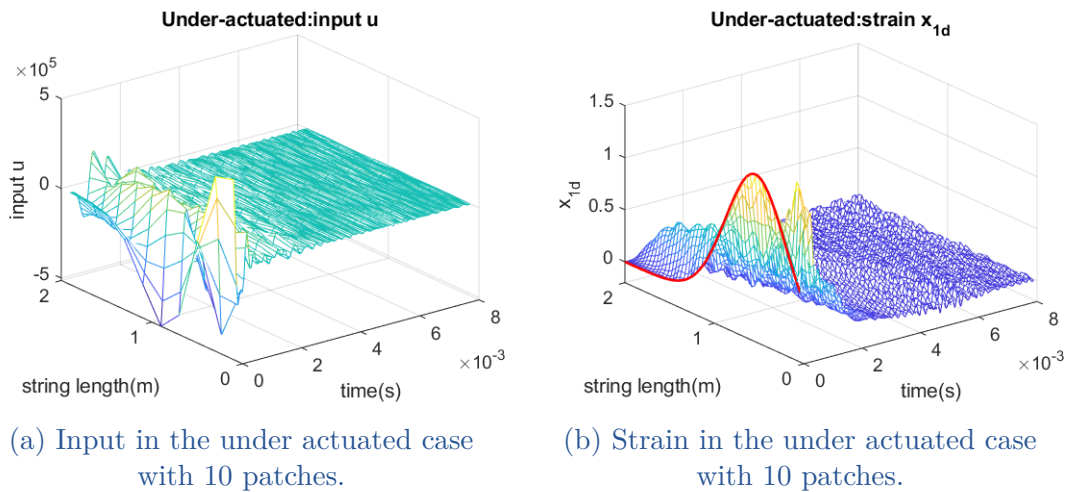 Under-actuated:input u
×10^5
5
0
-5
input u
2
1
0
string length(m)
0
2
4
6
8
×10^-3
time(s)
Under-actuated:strain x_1d
1.5
1
0.5
0
x_1d
2
1
0
string length(m)
0
2
4
6
8
×10^-3
time(s)
(a) Input in the under actuated case
with 10 patches.
(b) Strain in the under actuated case
with 10 patches.